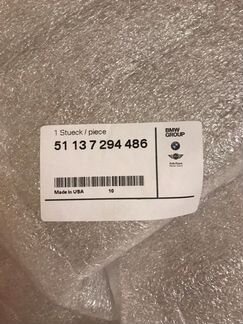 1 Stueck / piece
51 13 7 294 486
Made in USA
10
BMW
GROUP